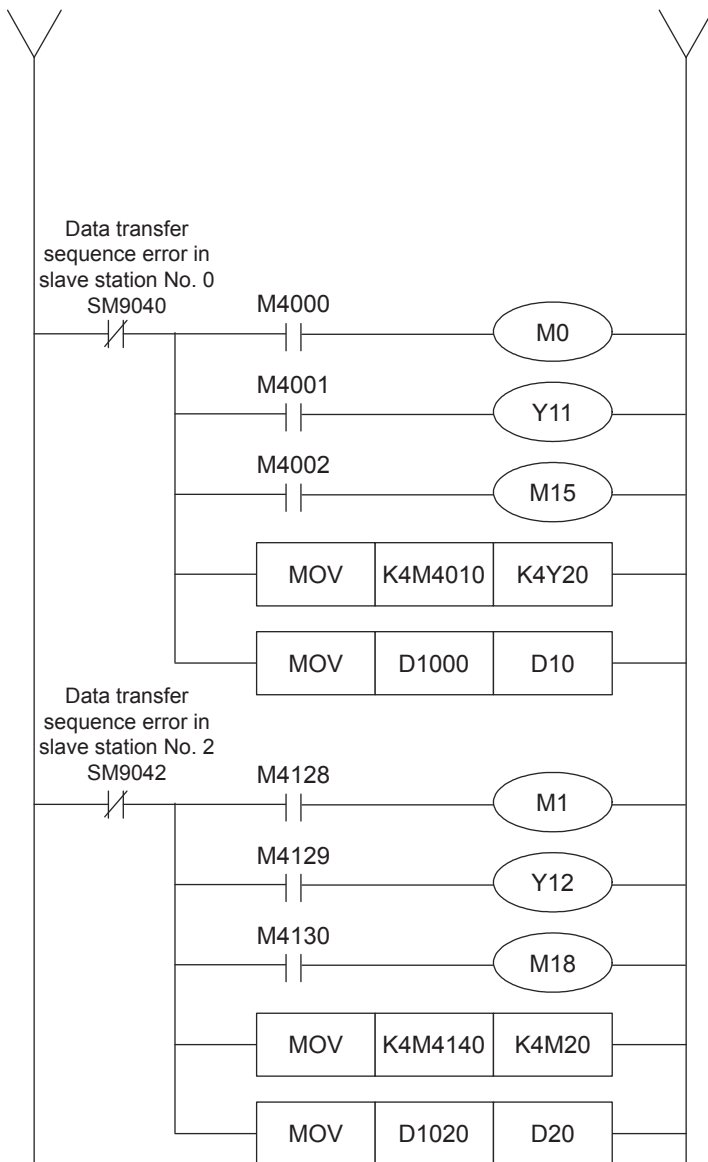 Data transfer
sequence error in
slave station No. 0
SM9040
M4000
M0
M4001
Y11
M4002
M15
MOV K4M4010 K4Y20
MOV D1000 D10
Data transfer
sequence error in
slave station No. 2
SM9042
M4128
M1
M4129
Y12
M4130
M18
MOV K4M4140 K4M20
MOV D1020 D20